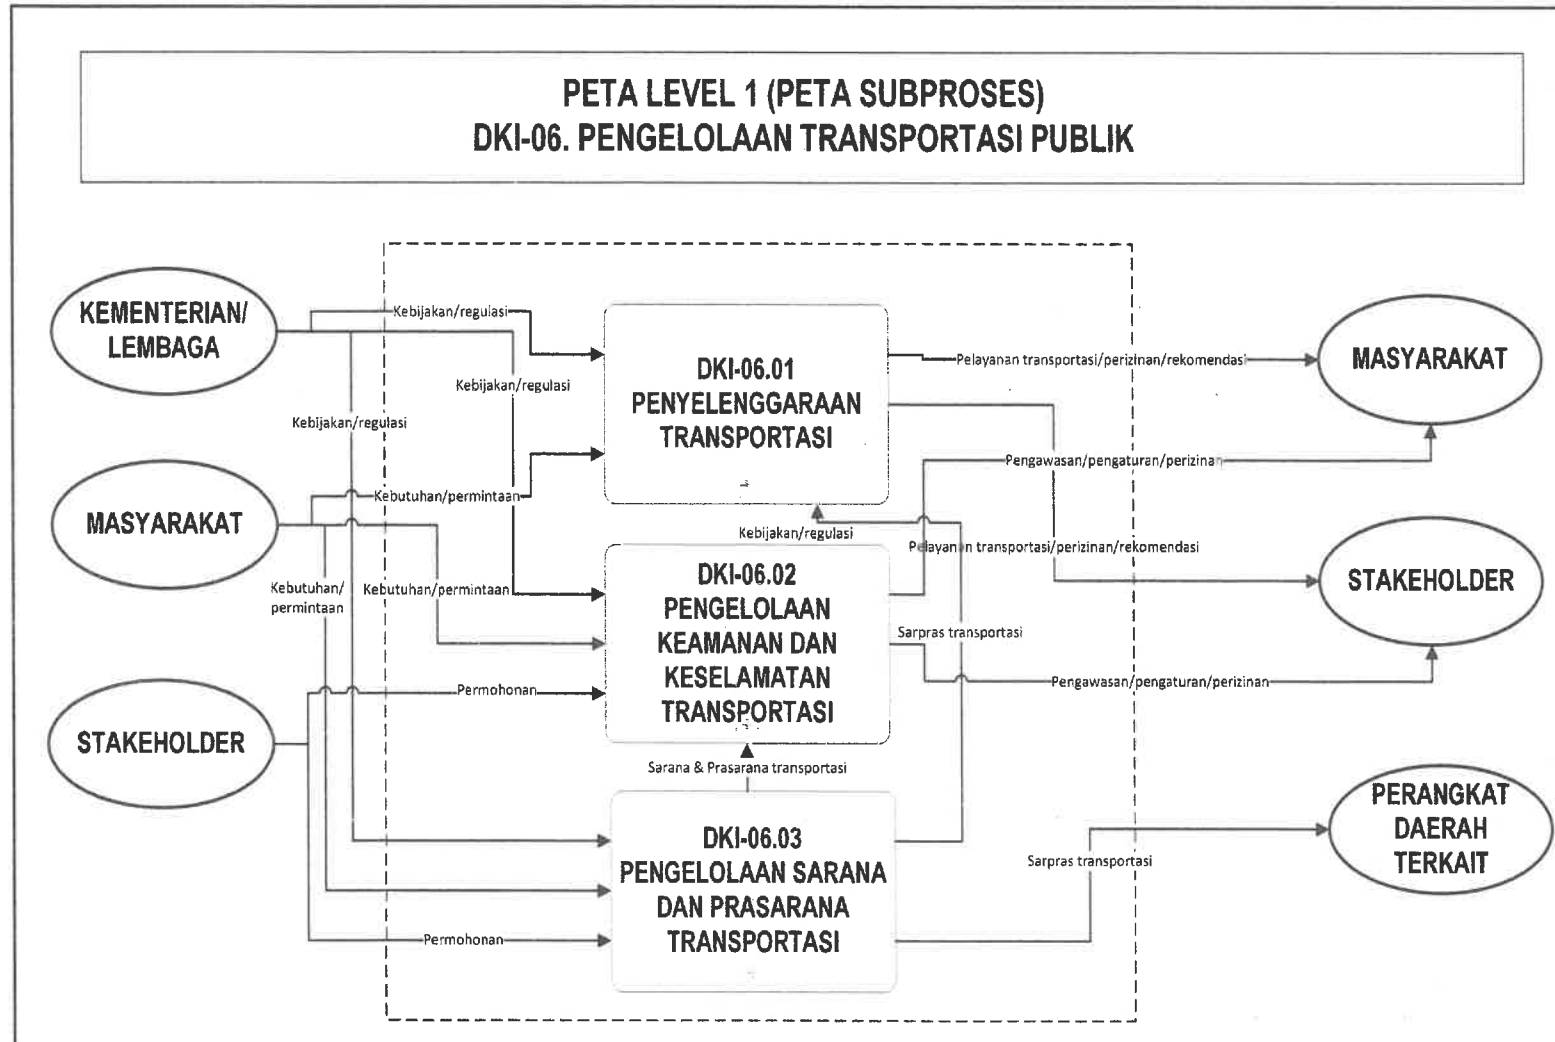 PETA LEVEL 1 (PETA SUBPROSES)
DKI-06. PENGELOLAAN TRANSPORTASI PUBLIK
KEMENTERIAN/
LEMBAGA
MASYARAKAT
STAKEHOLDER
Kebijakan/regulasi
Kebijakan/regulasi
Kebijakan/regulasi
Kebutuhan/permintaan
Kebutuhan/
permintaan
Kebutuhan/permintaan
Permohonan
Permohonan
DKI-06.01
PENYELENGGARAAN
TRANSPORTASI
Kebijakan/regulasi
DKI-06.02
PENGELOLAAN
KEAMANAN DAN
KESELAMATAN
TRANSPORTASI
Sarana & Prasarana transportasi
DKI-06.03
PENGELOLAAN SARANA
DAN PRASARANA
TRANSPORTASI
Pelayanan transportasi/perizinan/rekomendasi
Pengawasan/pengaturan/perizinan
Pelayanan transportasi/perizinan/rekomendasi
Sarpras transportasi
Pengawasan/pengaturan/perizinan
Sarpras transportasi
MASYARAKAT
STAKEHOLDER
PERANGKAT
DAERAH
TERKAIT